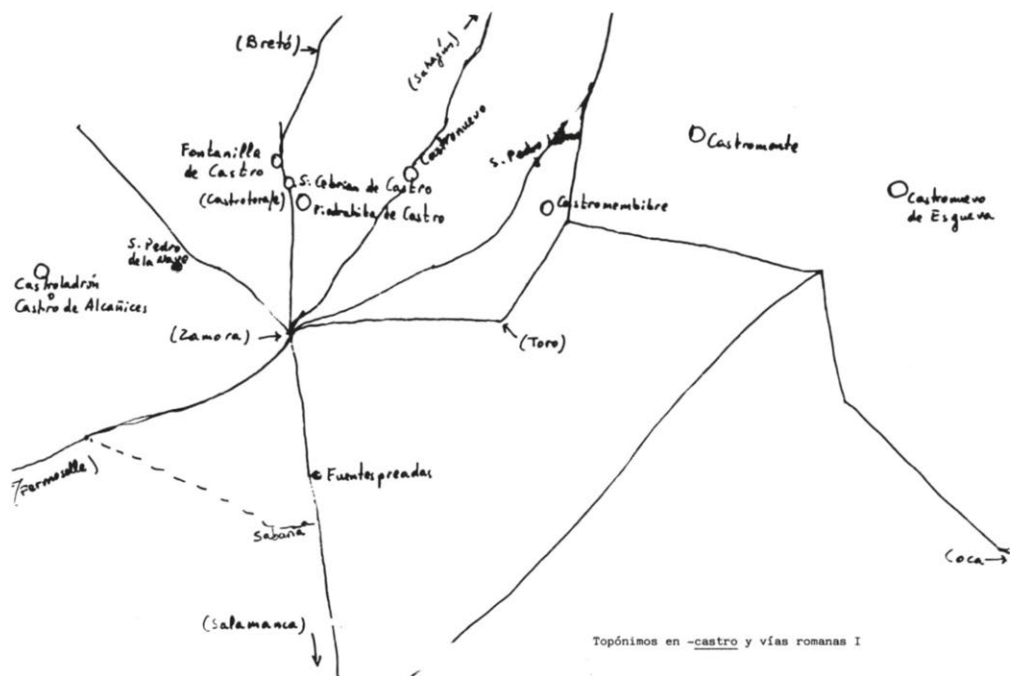 (Bretó)
(Sahagún)
Castronuevo
S. Pedro
Castromonte
Fontanilla
de Castro
S. Cebrian de Castro
(Castrotorafe)
Piedrahita de Castro
Castromembibre
Castronuevo
de Esgueva
S. Pedro
de la Nave
Castroladrón
Castro de Alcañices
(Zamora)
(Toro)
Fermoselle)
Fuentespreadas
Sabaria
Coca
(Salamanca)
Topónimos en -castro y vías romanas I